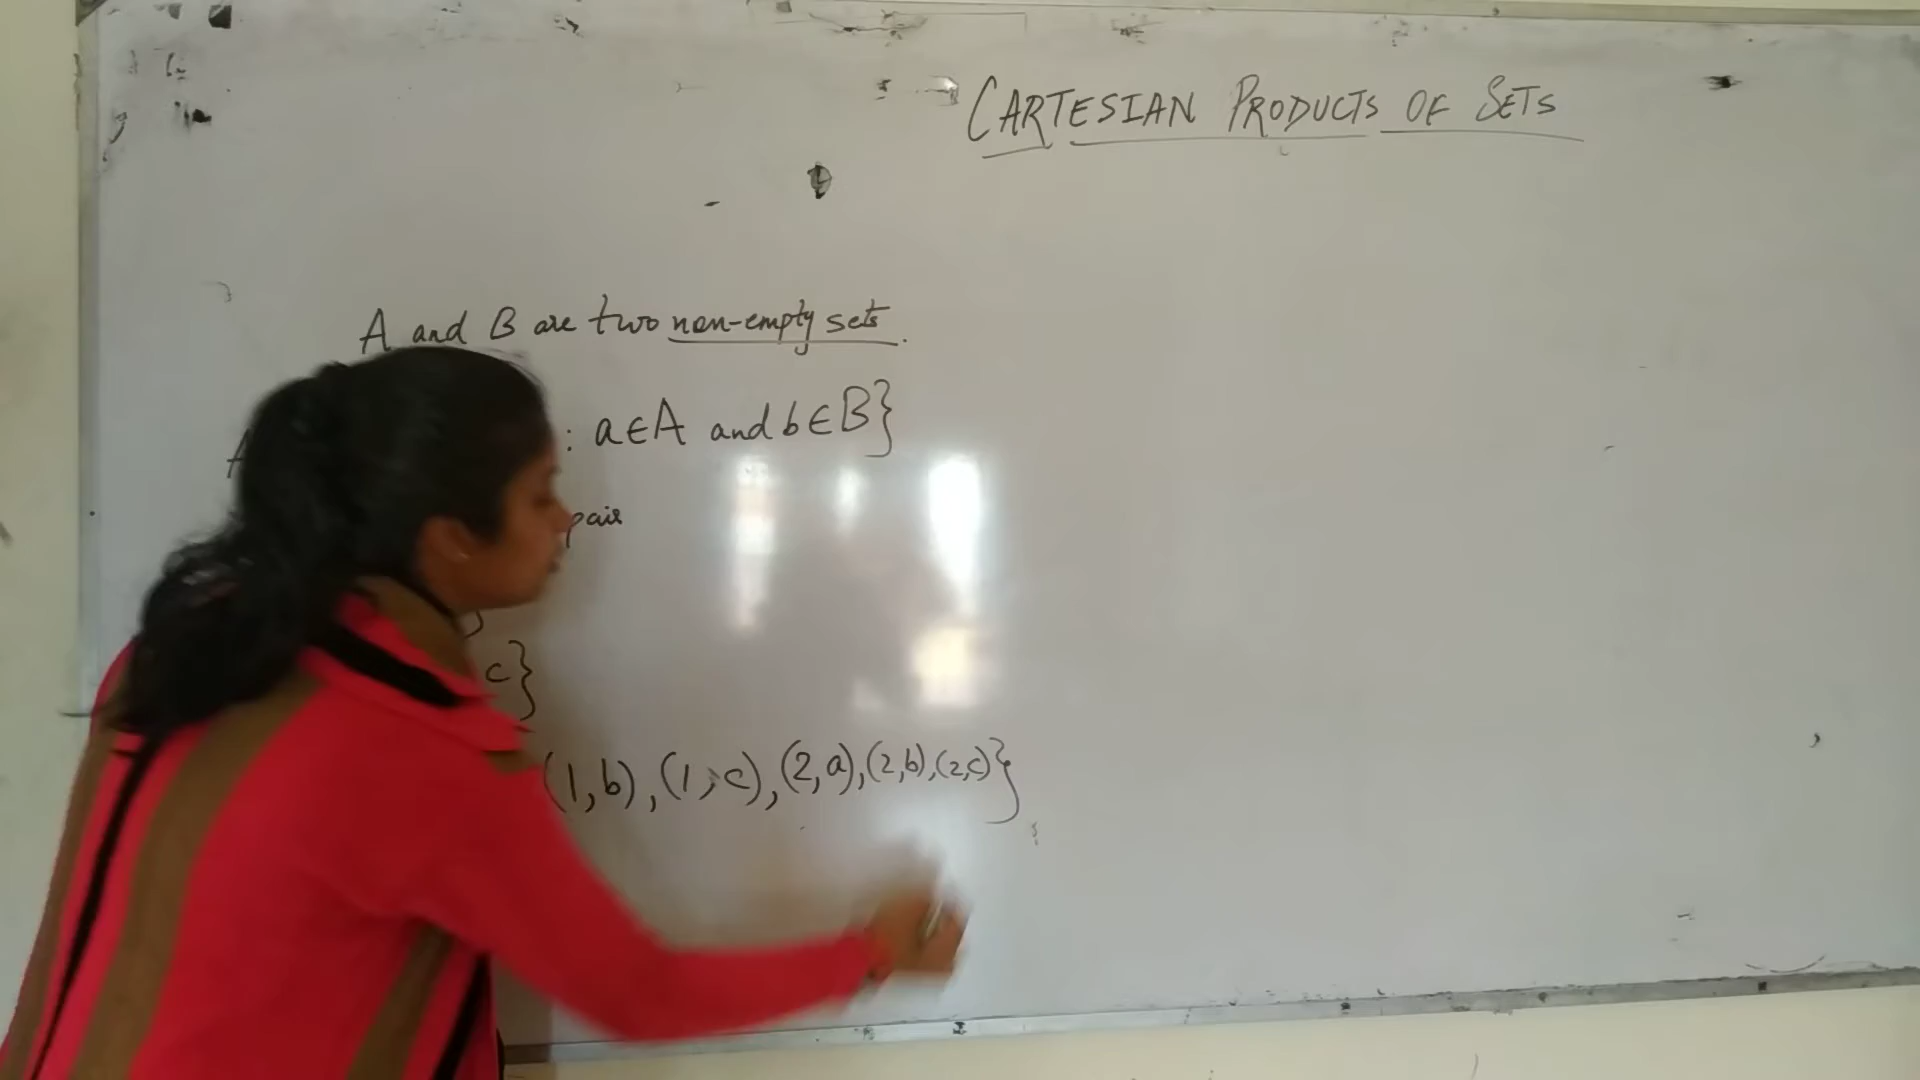 CARTESIAN PRODUCTS OF SETS
A and B are two non-empty sets.
A : a∈A and b∈B}
pair
c}
(1,b), (1,c), (2,a), (2,b), (2,c)}